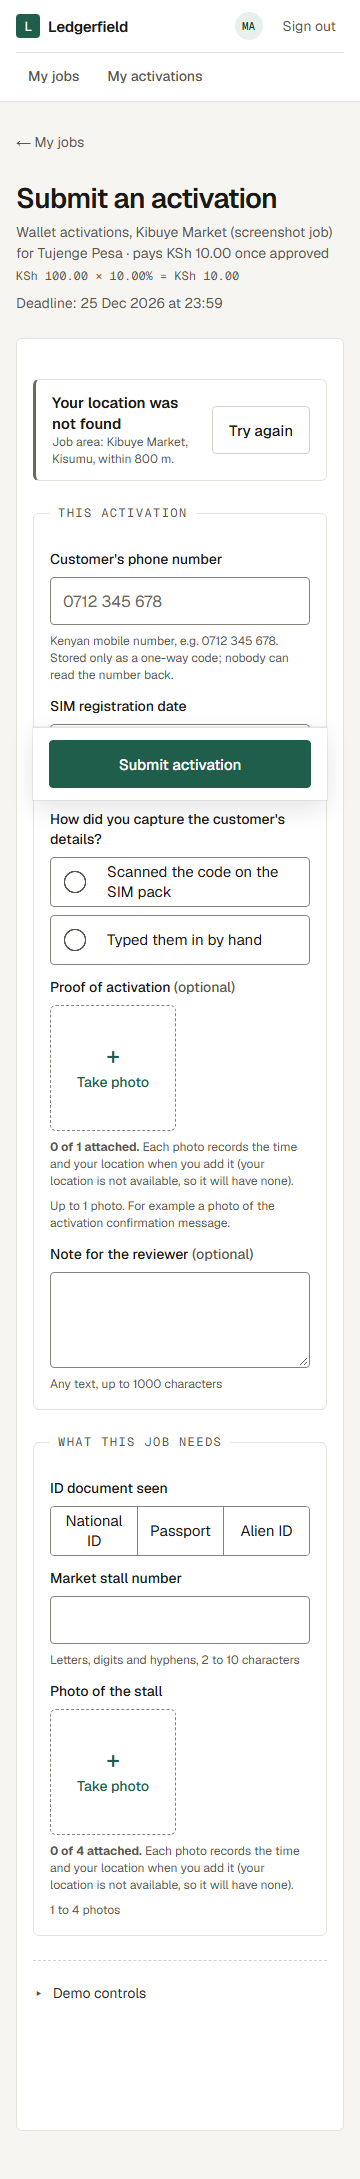 L Ledgerfield
MA
Sign out
My jobs
My activations
← My jobs
Submit an activation
Wallet activations, Kibuye Market (screenshot job)
for Tujenge Pesa · pays KSh 10.00 once approved
KSh 100.00 × 10.00% = KSh 10.00
Deadline: 25 Dec 2026 at 23:59
Your location was
not found
Job area: Kibuye Market,
Kisumu, within 800 m.
Try again
THIS ACTIVATION
Customer's phone number
0712 345 678
Kenyan mobile number, e.g. 0712 345 678.
Stored only as a one-way code; nobody can
read the number back.
SIM registration date
Submit activation
How did you capture the customer's
details?
Scanned the code on the
SIM pack
Typed them in by hand
Proof of activation (optional)
+
Take photo
0 of 1 attached. Each photo records the time
and your location when you add it (your
location is not available, so it will have none).
Up to 1 photo. For example a photo of the
activation confirmation message.
Note for the reviewer (optional)
Any text, up to 1000 characters
WHAT THIS JOB NEEDS
ID document seen
National
ID
Passport
Alien ID
Market stall number
Letters, digits and hyphens, 2 to 10 characters
Photo of the stall
+
Take photo
0 of 4 attached. Each photo records the time
and your location when you add it (your
location is not available, so it will have none).
1 to 4 photos
▸ Demo controls